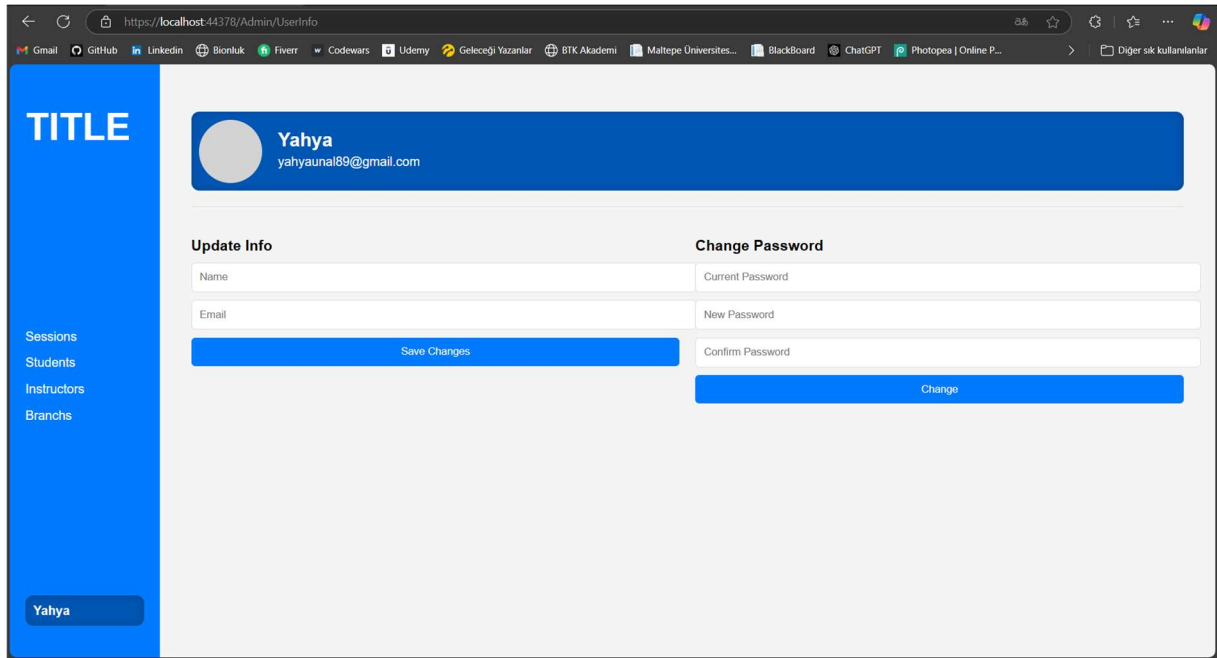 https://localhost:44378/Admin/UserInfo
Gmail GitHub Linkedin Bionluk Fiverr Codewars Udemy Geleceği Yazanlar BTK Akademi Maltepe Üniversites... BlackBoard ChatGPT Photopea | Online P... Diğer sık kullanılanlar
TITLE
Yahya
yahyaunal89@gmail.com
Update Info
Name
Email
Save Changes
Change Password
Current Password
New Password
Confirm Password
Change
Sessions
Students
Instructors
Branchs
Yahya